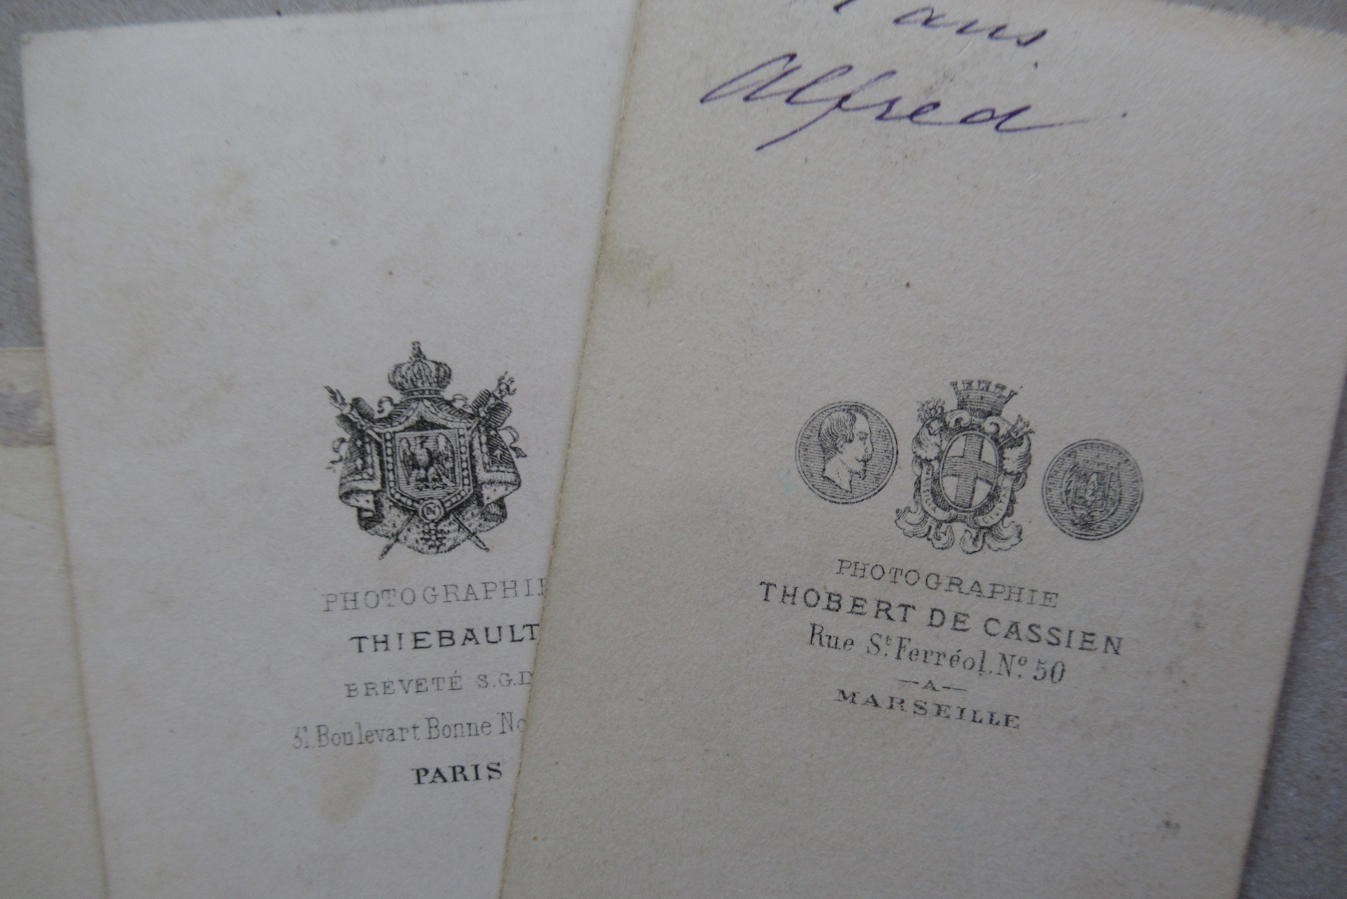 PHOTOGRAPHIE
THIEBAULT
BREVETÉ S.G.D
31. Boulevart Bonne No
PARIS
ans
Alfred
PHOTOGRAPHIE
THOBERT DE CASSIEN
Rue St. Ferréol. No. 50
A
MARSEILLE